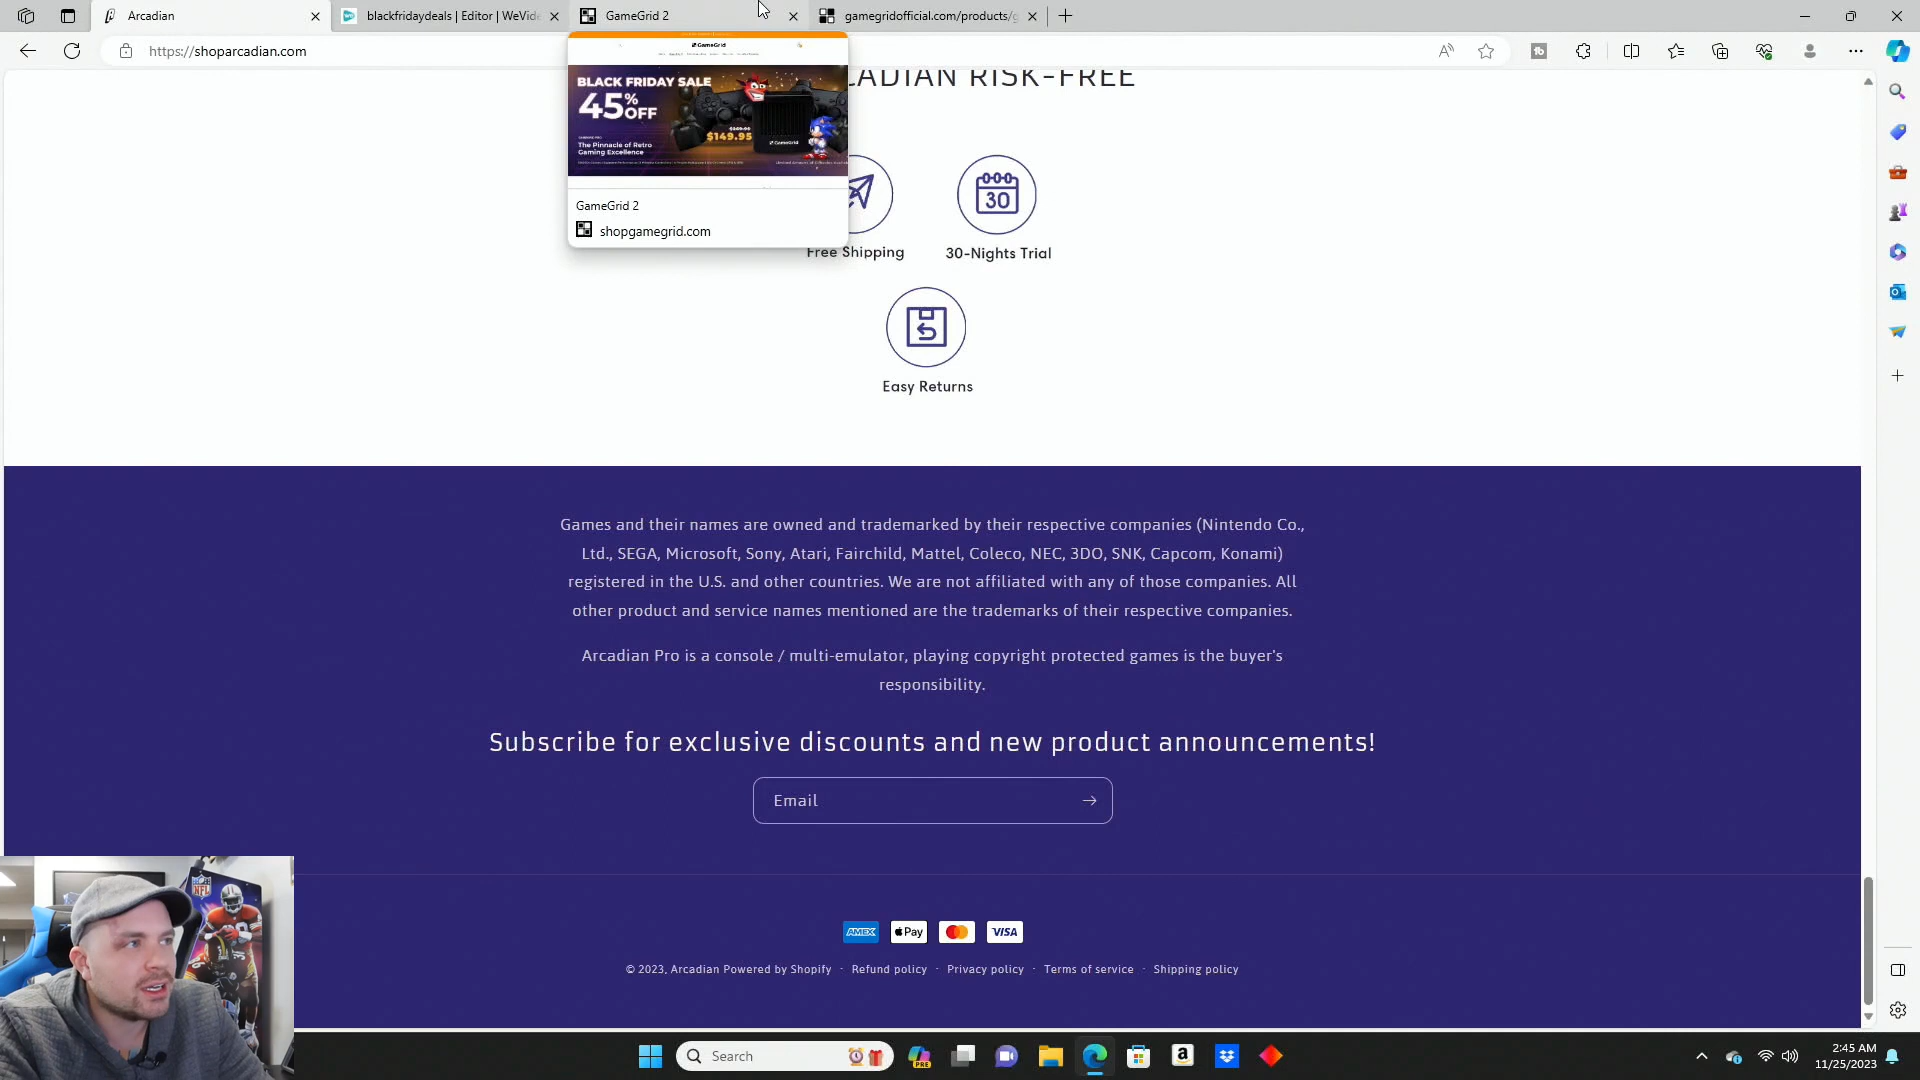 Arcadian
blackfridaydeals | Editor | WeVide
GameGrid 2
gamegridofficial.com/products/g
https://shoparcadian.com
GameGrid
BLACK FRIDAY SALE
45% OFF
$149.95
The Pinnacle of Retro
Gaming Excellence
GameGrid
GameGrid 2
shopgamegrid.com
CADIAN RISK-FREE
30
Free Shipping
30-Nights Trial
Easy Returns
Games and their names are owned and trademarked by their respective companies (Nintendo Co.,
Ltd., SEGA, Microsoft, Sony, Atari, Fairchild, Mattel, Coleco, NEC, 3DO, SNK, Capcom, Konami)
registered in the U.S. and other countries. We are not affiliated with any of those companies. All
other product and service names mentioned are the trademarks of their respective companies.
Arcadian Pro is a console / multi-emulator, playing copyright protected games is the buyer's
responsibility.
Subscribe for exclusive discounts and new product announcements!
Email
NFL
AMEX Pay VISA
© 2023, Arcadian Powered by Shopify · Refund policy · Privacy policy · Terms of service · Shipping policy
Search
PRE
2:45 AM
11/25/2023